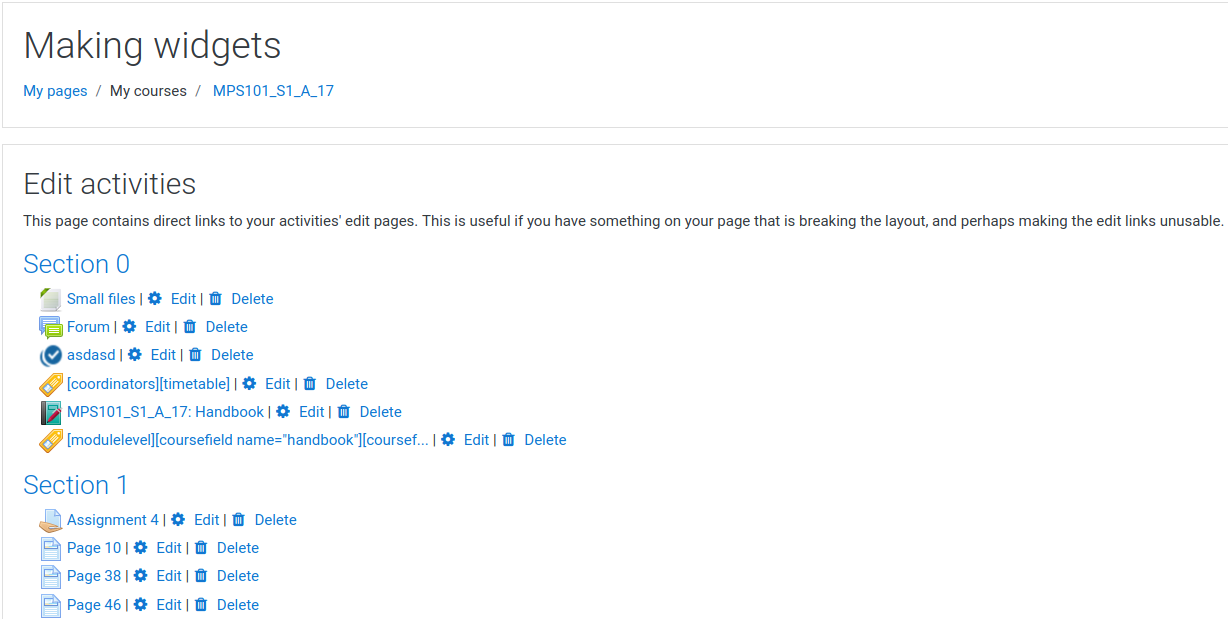 Making widgets
My pages / My courses / MPS101_S1_A_17
Edit activities
This page contains direct links to your activities' edit pages. This is useful if you have something on your page that is breaking the layout, and perhaps making the edit links unusable.
Section 0
Small files | Edit | Delete
Forum | Edit | Delete
asdasd | Edit | Delete
[coordinators][timetable] | Edit | Delete
MPS101_S1_A_17: Handbook | Edit | Delete
[modulelevel][coursefield name="handbook"][coursef... | Edit | Delete
Section 1
Assignment 4 | Edit | Delete
Page 10 | Edit | Delete
Page 38 | Edit | Delete
Page 46 | Edit | Delete